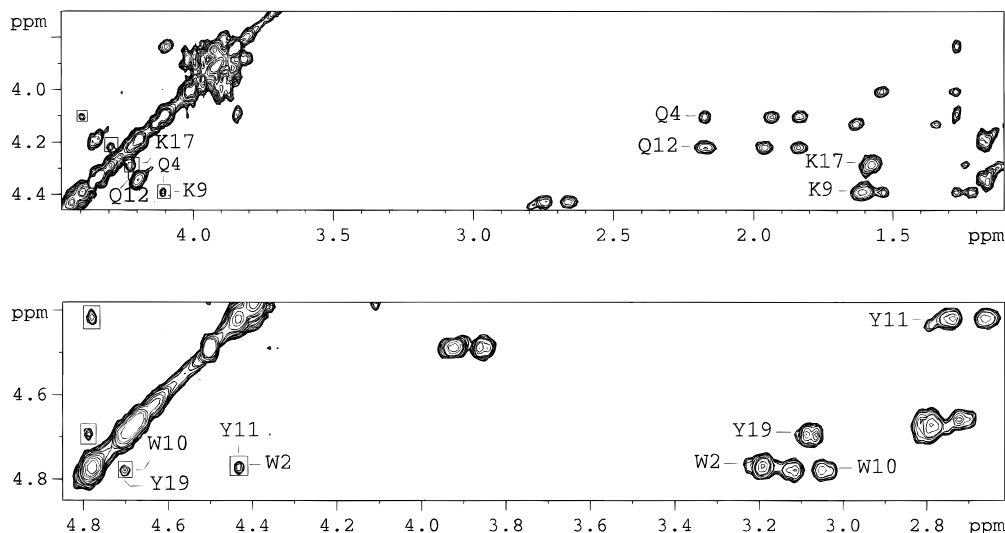 ppm
4.0
4.2
4.4
K17
Q4
Q12
K9
Q4
Q12
K17
K9
4.0 3.5 3.0 2.5 2.0 1.5 ppm
ppm
4.6
4.8
W10
Y19
Y11
W2
Y11
Y19
W2
W10
4.8 4.6 4.4 4.2 4.0 3.8 3.6 3.4 3.2 3.0 2.8 ppm